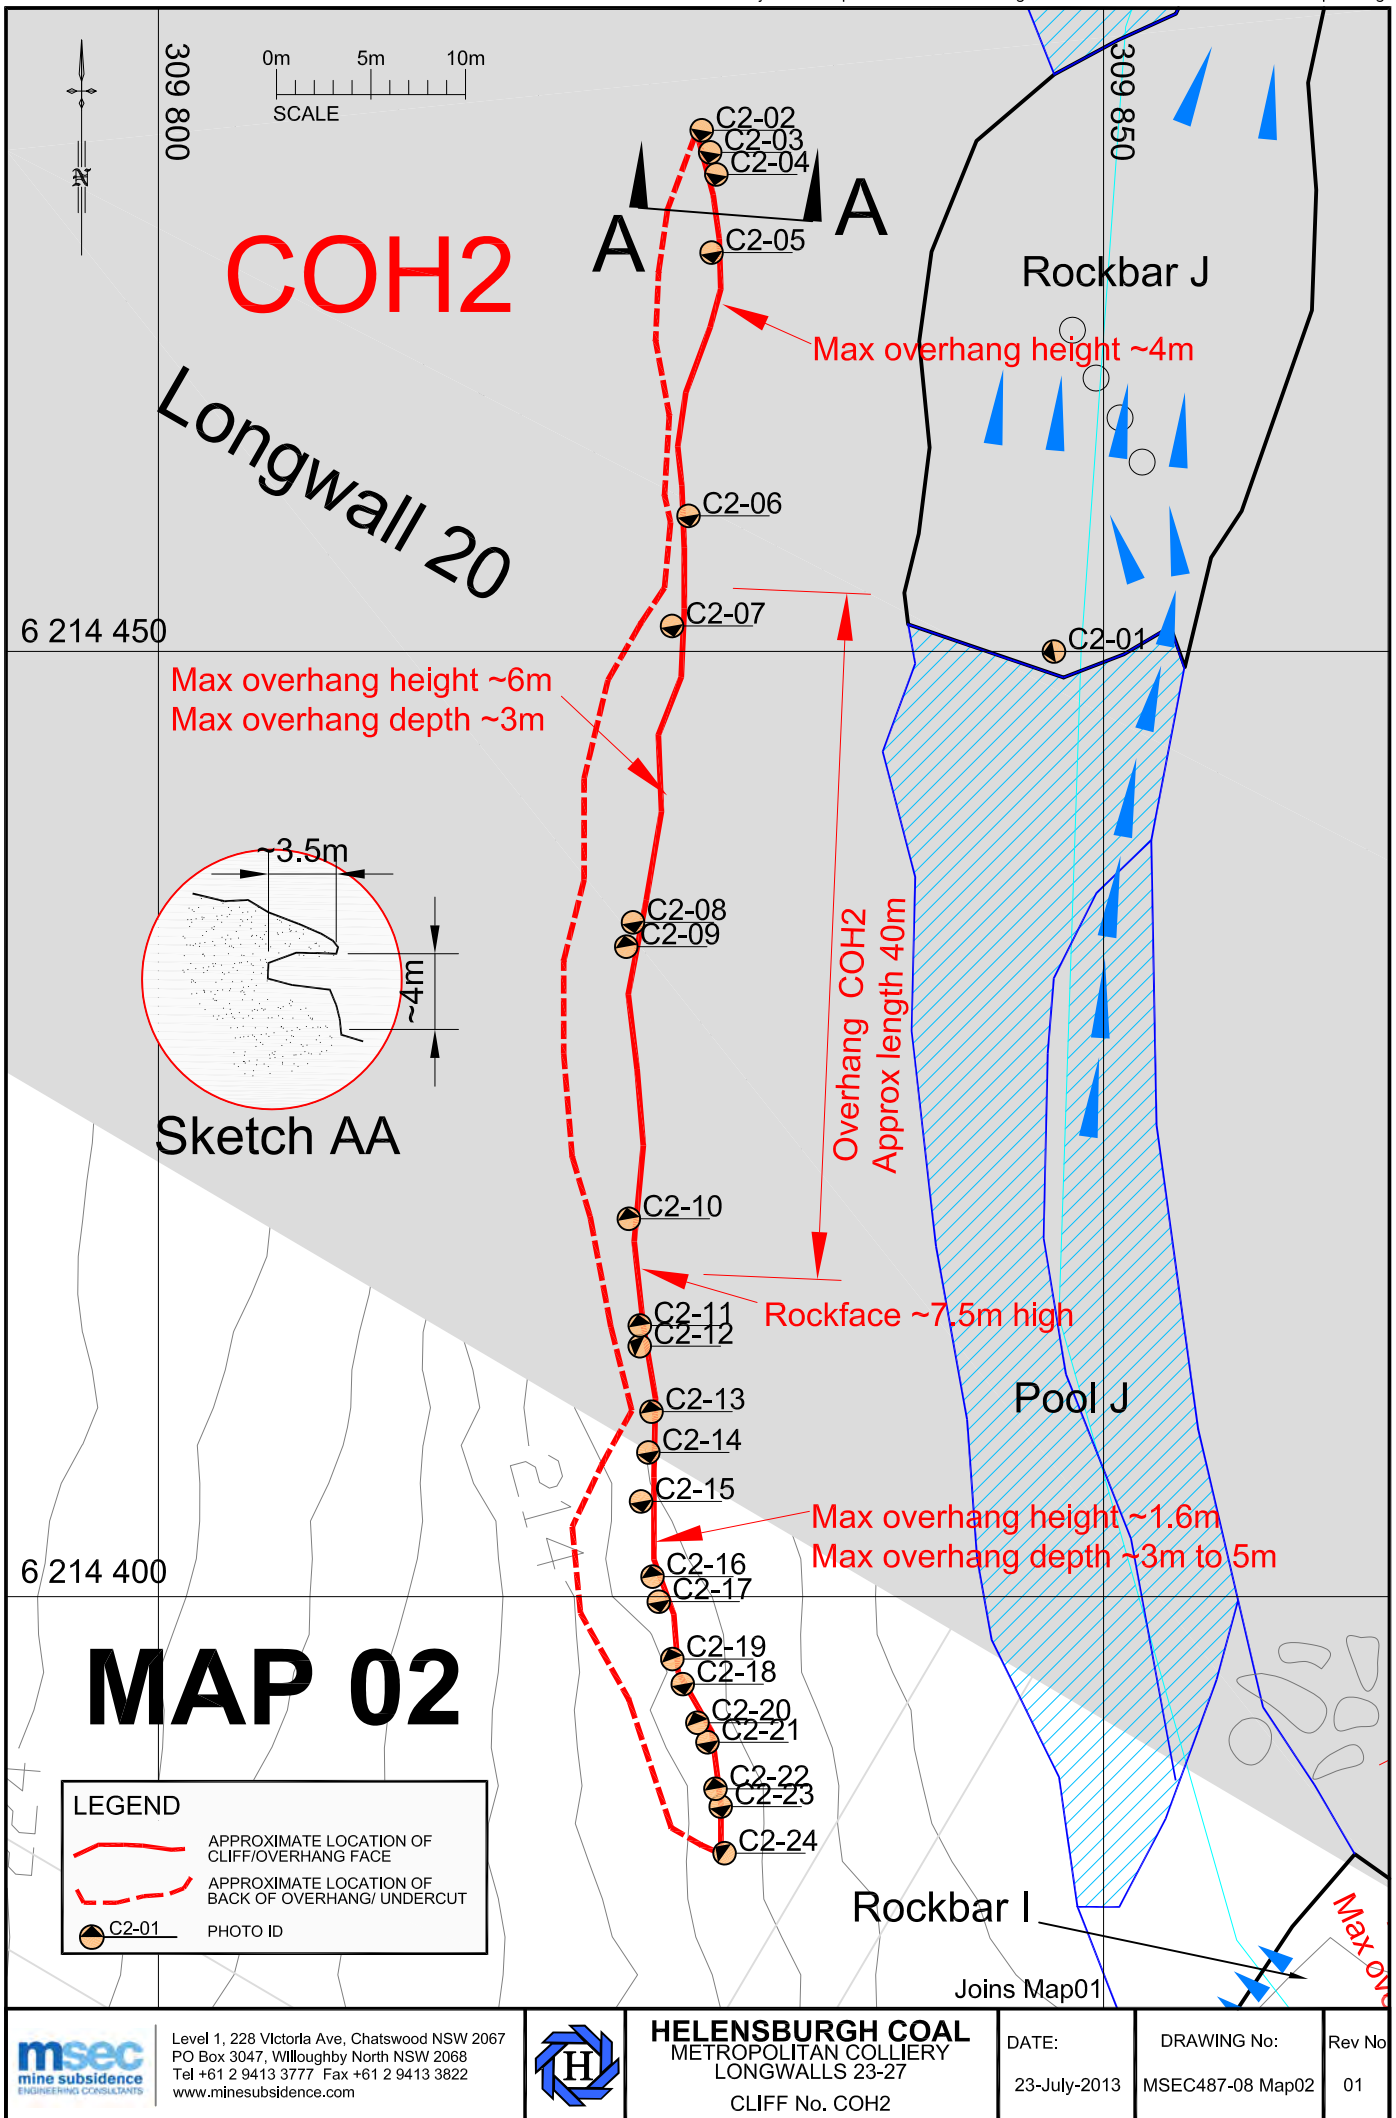 309 800
0m 5m 10m
SCALE
N
309 850
C2-02
C2-03
C2-04
A A
C2-05
COH2
Rockbar J
Max overhang height ~4m
Longwall 20
C2-06
C2-07
6 214 450
C2-01
Max overhang height ~6m
Max overhang depth ~3m
~3.5m
~4m
Sketch AA
C2-08
C2-09
Overhang COH2
Approx length 40m
C2-10
C2-11
C2-12
Rockface ~7.5m high
C2-13
Pool J
C2-14
C2-15
214
Max overhang height ~1.6m
Max overhang depth ~3m to 5m
6 214 400
C2-16
C2-17
C2-19
C2-18
MAP 02
C2-20
C2-21
C2-22
C2-23
C2-24
LEGEND
APPROXIMATE LOCATION OF
CLIFF/OVERHANG FACE
APPROXIMATE LOCATION OF
BACK OF OVERHANG/ UNDERCUT
C2-01 PHOTO ID
Rockbar I
Max ove
Joins Map01
msec
mine subsidence
ENGINEERING CONSULTANTS
Level 1, 228 Victoria Ave, Chatswood NSW 2067
PO Box 3047, Willoughby North NSW 2068
Tel +61 2 9413 3777 Fax +61 2 9413 3822
www.minesubsidence.com
H
HELENSBURGH COAL
METROPOLITAN COLLIERY
LONGWALLS 23-27
CLIFF No. COH2
DATE:
23-July-2013
DRAWING No:
MSEC487-08 Map02
Rev No
01